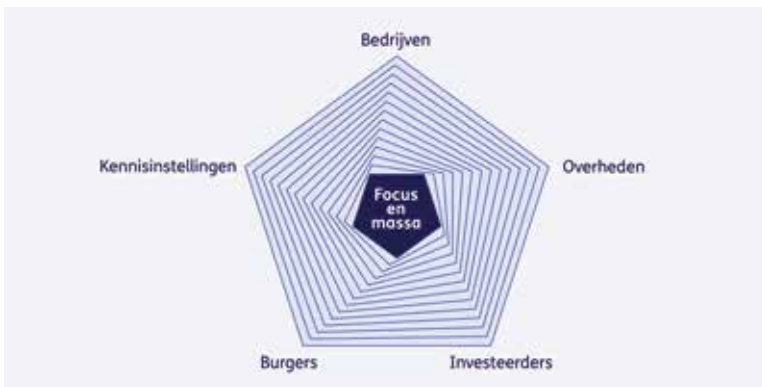 Bedrijven
Kennisinstellingen
Overheden
Focus
en
massa
Burgers
Investeerders